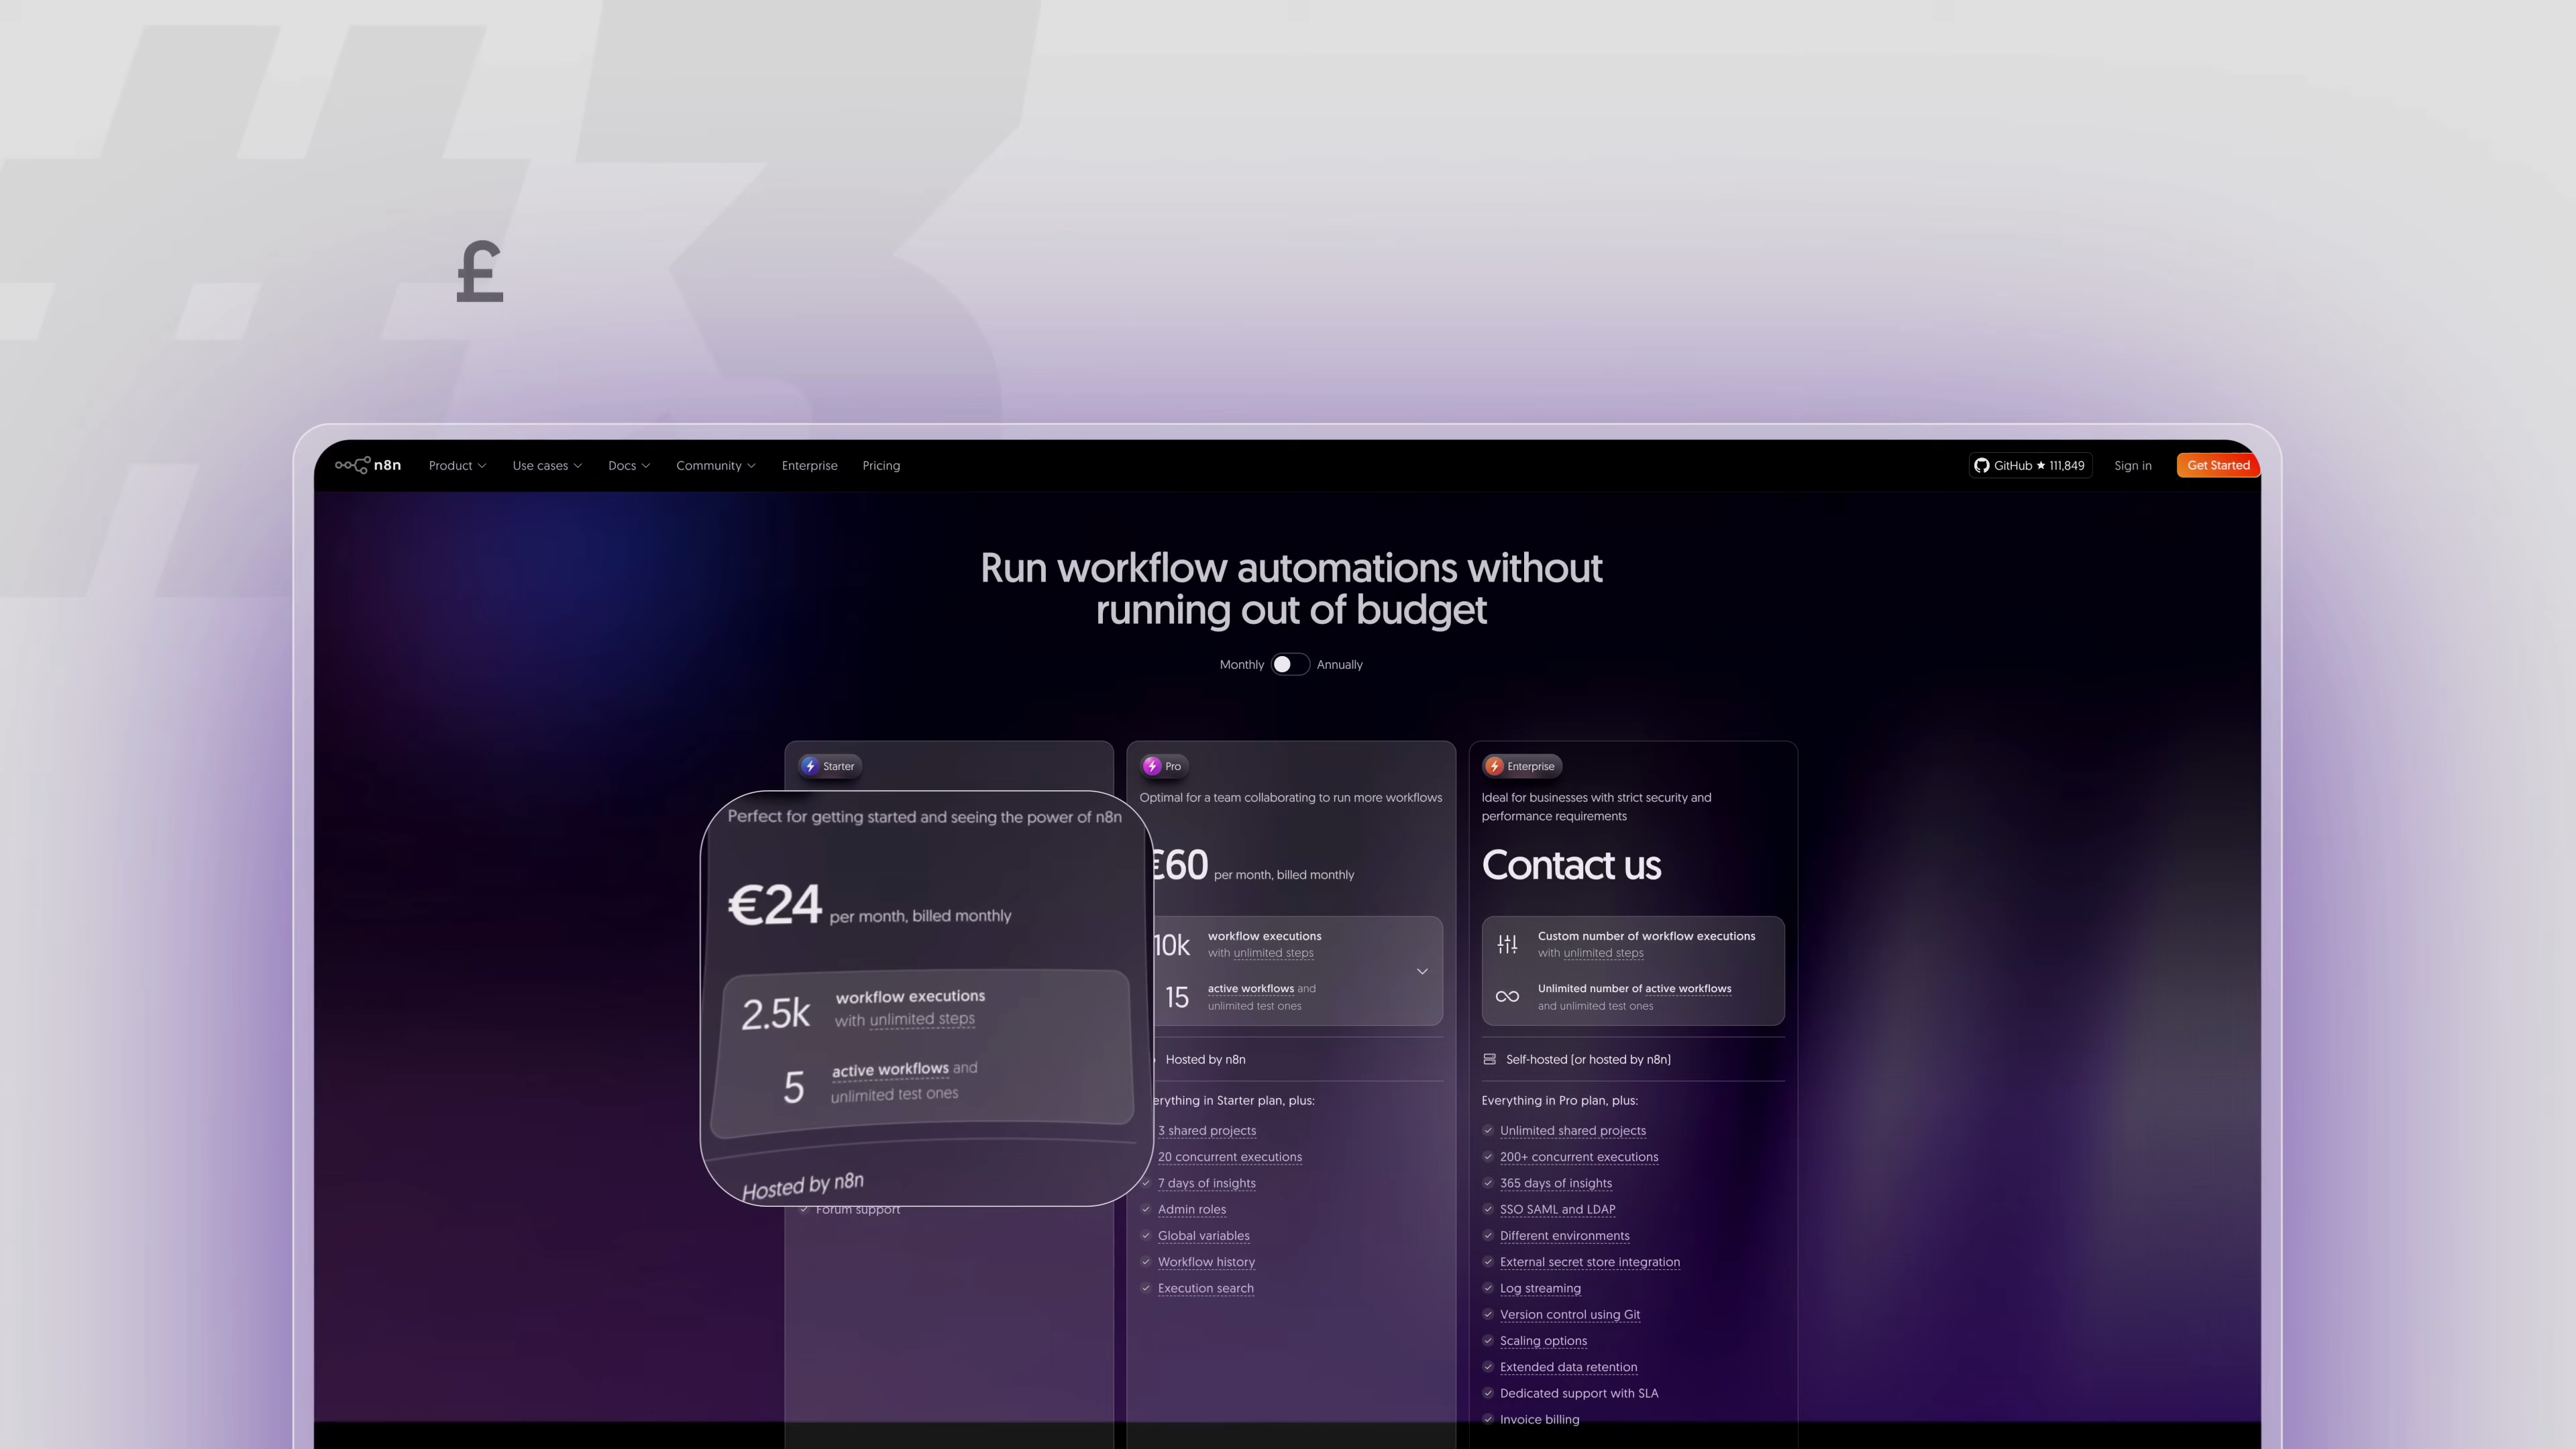 #3
£
n8n
Product
Use cases
Docs
Community
Enterprise
Pricing
GitHub ★ 111,849
Sign in
Get Started
Run workflow automations without
running out of budget
Monthly
Annually
Starter
Perfect for getting started and seeing the power of n8n
€24 per month, billed monthly
2.5k workflow executions
with unlimited steps
5 active workflows and
unlimited test ones
Hosted by n8n
Forum support
Pro
Optimal for a team collaborating to run more workflows
€60 per month, billed monthly
10k workflow executions
with unlimited steps
15 active workflows and
unlimited test ones
Hosted by n8n
erything in Starter plan, plus:
3 shared projects
20 concurrent executions
7 days of insights
Admin roles
Global variables
Workflow history
Execution search
Enterprise
Ideal for businesses with strict security and
performance requirements
Contact us
Custom number of workflow executions
with unlimited steps
Unlimited number of active workflows
and unlimited test ones
Self-hosted [or hosted by n8n]
Everything in Pro plan, plus:
Unlimited shared projects
200+ concurrent executions
365 days of insights
SSO SAML and LDAP
Different environments
External secret store integration
Log streaming
Version control using Git
Scaling options
Extended data retention
Dedicated support with SLA
Invoice billing